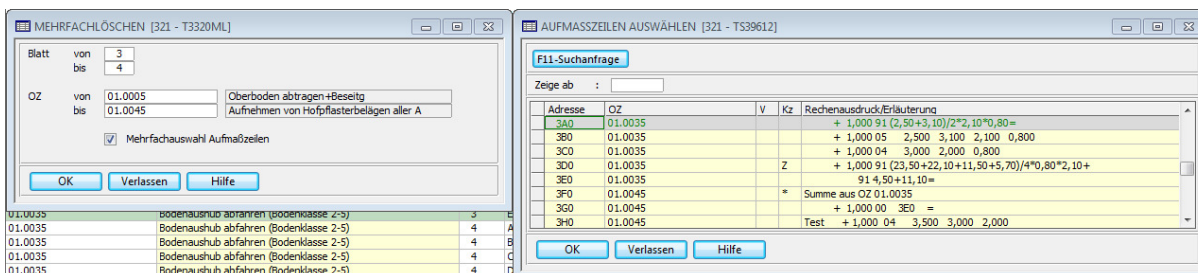 MEHRFACHLÖSCHEN [321 - T3320ML]
Blatt von 3
bis 4
OZ von 01.0005 Oberboden abtragen+Beseitg
bis 01.0045 Aufnehmen von Hofpflasterbelägen aller A
Mehrfachauswahl Aufmaßzeilen
OK Verlassen Hilfe
01.0035 Bodenaushub abfahren (Bodenklasse 2-5) 3
01.0035 Bodenaushub abfahren (Bodenklasse 2-5) 4 A
01.0035 Bodenaushub abfahren (Bodenklasse 2-5) 4 B
01.0035 Bodenaushub abfahren (Bodenklasse 2-5) 4 C
01.0035 Bodenaushub abfahren (Bodenklasse 2-5) 4 D
AUFMASSZEILEN AUSWÄHLEN [321 - TS39612]
F11-Suchanfrage
Zeige ab :
Adresse OZ V Kz Rechenausdruck/Erläuterung
3A0 01.0035 + 1,000 91 (2,50+3,10)/2*2,10*0,80=
3B0 01.0035 + 1,000 05 2,500 3,100 2,100 0,800
3C0 01.0035 + 1,000 04 3,000 2,000 0,800
3D0 01.0035 Z + 1,000 91 (23,50+22,10+11,50+5,70)/4*0,80*2,10+
3E0 01.0035 91 4,50+11,10=
3F0 01.0045 * Summe aus OZ 01.0035
3G0 01.0045 + 1,000 00 3E0 =
3H0 01.0045 Test + 1,000 04 3,500 3,000 2,000
OK Verlassen Hilfe